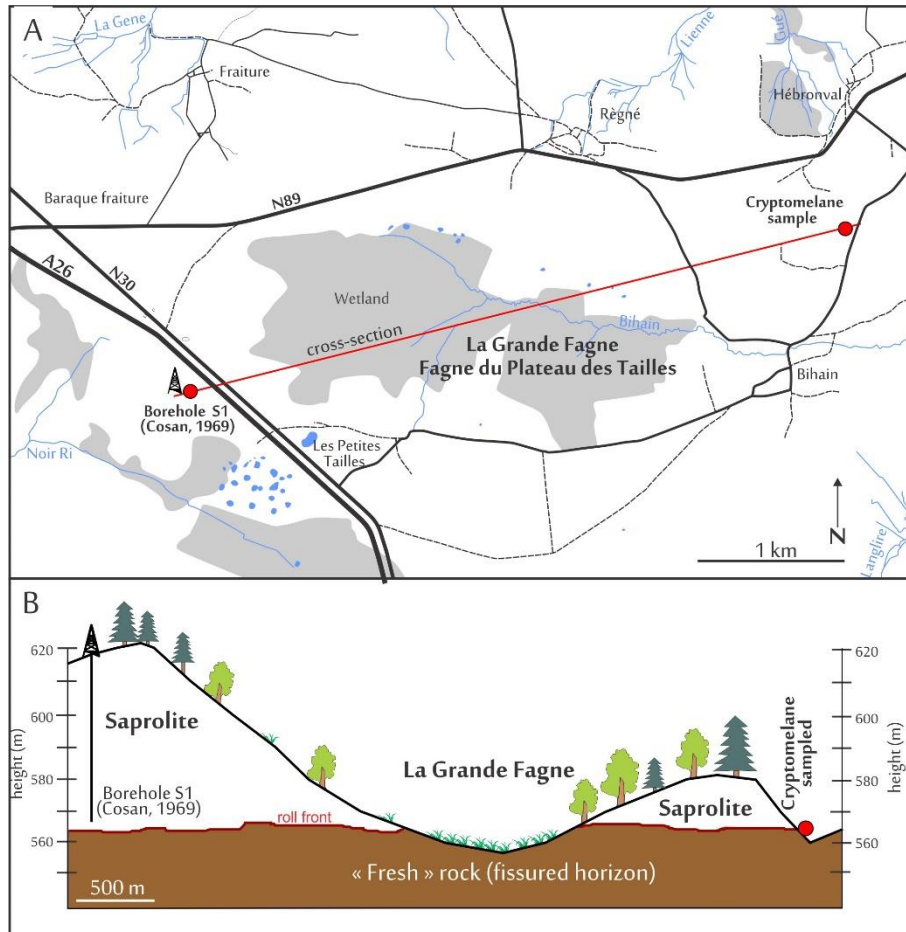 A
La Gene
Fraiture
Lienne
Gué
Hébronval
Règné
Baraque fraiture
N89
Cryptomelane
sample
A26
N30
Wetland
cross-section
Bihain
La Grande Fagne
Fagne du Plateau des Tailles
Bihain
Borehole S1
(Cosan, 1969)
Les Petites
Tailles
Noir Ri
N
1 km
Langlire
B
620
600
580
560
height (m)
Saprolite
Borehole S1
(Cosan, 1969)
roll front
La Grande Fagne
Saprolite
Cryptomelane
sampled
620
600
580
560
height (m)
« Fresh » rock (fissured horizon)
500 m